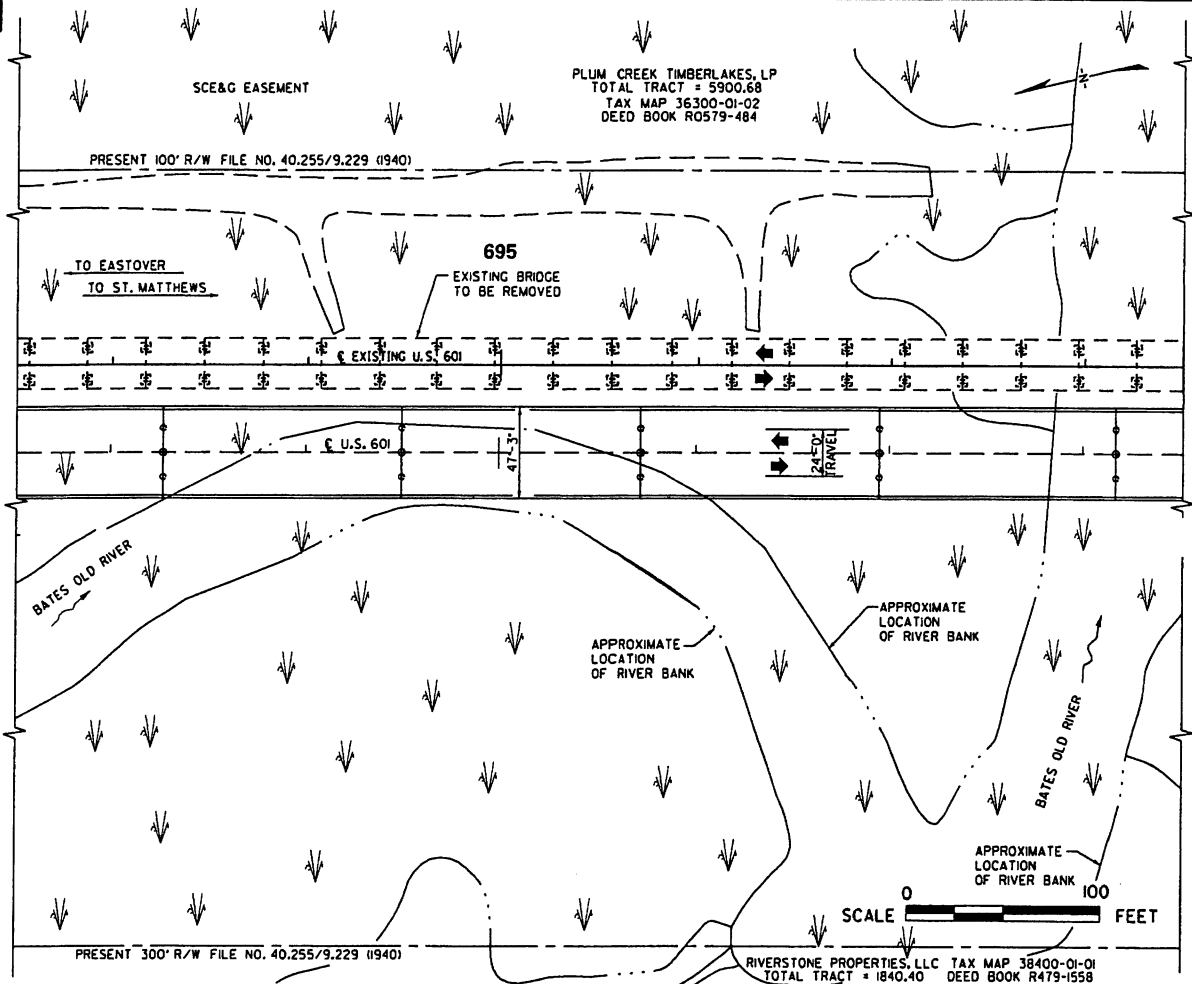 SCE&G EASEMENT
PLUM CREEK TIMBERLAKES, LP
TOTAL TRACT = 5900.68
TAX MAP 36300-01-02
DEED BOOK R0579-484
N
PRESENT 100' R/W FILE NO. 40.255/9.229 (1940)
695
TO EASTOVER
TO ST. MATTHEWS
EXISTING BRIDGE
TO BE REMOVED
℄ EXISTING U.S. 601
℄ U.S. 601
47'-3"
24'-0"
TRAVEL
BATES OLD RIVER
APPROXIMATE
LOCATION
OF RIVER BANK
APPROXIMATE
LOCATION
OF RIVER BANK
BATES OLD RIVER
APPROXIMATE
LOCATION
OF RIVER BANK
0 100
SCALE FEET
PRESENT 300' R/W FILE NO. 40.255/9.229 (1940)
RIVERSTONE PROPERTIES, LLC TAX MAP 38400-01-01
TOTAL TRACT = 1840.40 DEED BOOK R479-1558